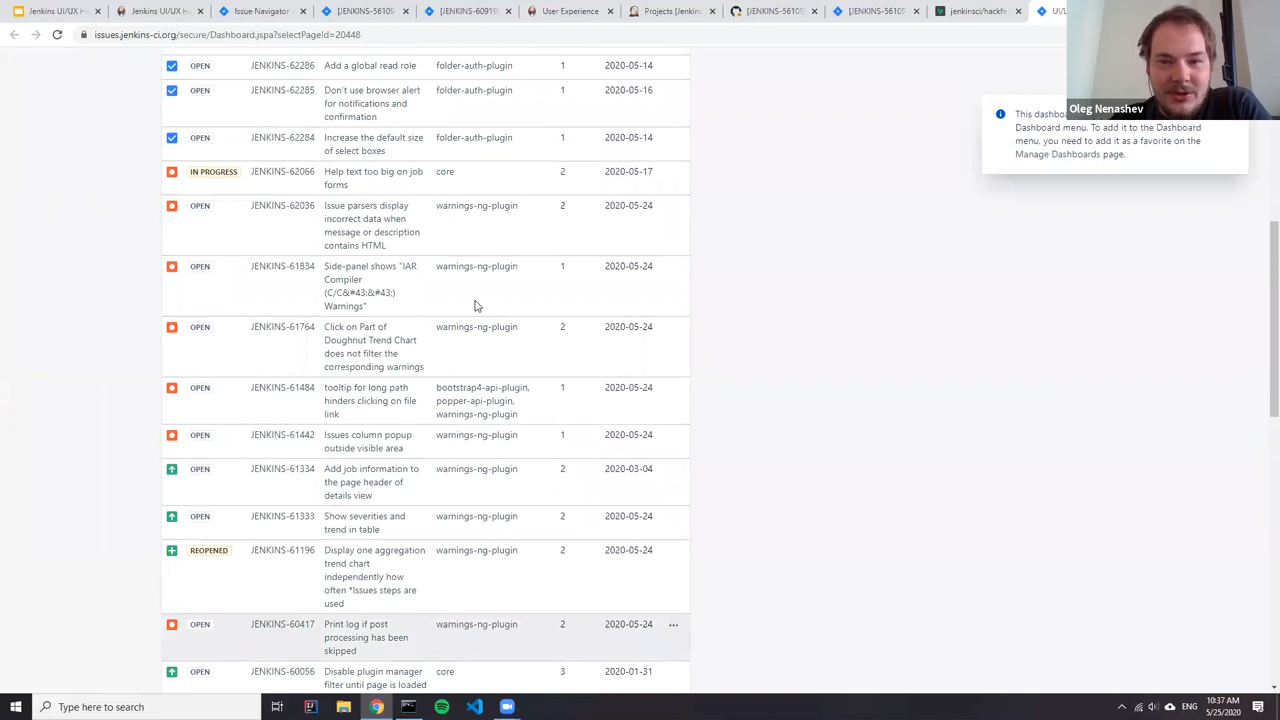 Jenkins UI/UX H
Jenkins UI/UX H
Issue Navigator
[JENKINS-56109
[JENKINS-60919
User Experience
Projects [Jenkin
[JENKINS-56109
[JENKINS-56109
jenkinsci/hackfe
UI/U
issues.jenkins-ci.org/secure/Dashboard.jspa?selectPageId=20448
Oleg Nenashev
This dashbo
Dashboard menu. To add it to the Dashboard
menu, you need to add it as a favorite on the
Manage Dashboards page.
OPEN JENKINS-62286 Add a global read role folder-auth-plugin 1 2020-05-14
OPEN JENKINS-62285 Don't use browser alert folder-auth-plugin 1 2020-05-16
for notifications and
confirmation
OPEN JENKINS-62284 Increase the default size folder-auth-plugin 1 2020-05-14
of select boxes
IN PROGRESS JENKINS-62066 Help text too big on job core 2 2020-05-17
forms
OPEN JENKINS-62036 Issue parsers display warnings-ng-plugin 2 2020-05-24
incorrect data when
message or description
contains HTML
OPEN JENKINS-61834 Side-panel shows "IAR warnings-ng-plugin 1 2020-05-24
Compiler
(C/C&#43;&#43;)
Warnings"
OPEN JENKINS-61764 Click on Part of warnings-ng-plugin 2 2020-05-24
Doughnut Trend Chart
does not filter the
corresponding warnings
OPEN JENKINS-61484 tooltip for long path bootstrap4-api-plugin, 1 2020-05-24
hinders clicking on file popper-api-plugin,
link warnings-ng-plugin
OPEN JENKINS-61442 Issues column popup warnings-ng-plugin 1 2020-05-24
outside visible area
OPEN JENKINS-61334 Add job information to warnings-ng-plugin 2 2020-03-04
the page header of
details view
OPEN JENKINS-61333 Show severities and warnings-ng-plugin 2 2020-05-24
trend in table
REOPENED JENKINS-61196 Display one aggregation warnings-ng-plugin 2 2020-05-24
trend chart
independently how
often *Issues steps are
used
OPEN JENKINS-60417 Print log if post warnings-ng-plugin 2 2020-05-24 •••
processing has been
skipped
OPEN JENKINS-60056 Disable plugin manager core 3 2020-01-31
filter until page is loaded
Type here to search
ENG
10:37 AM
5/25/2020